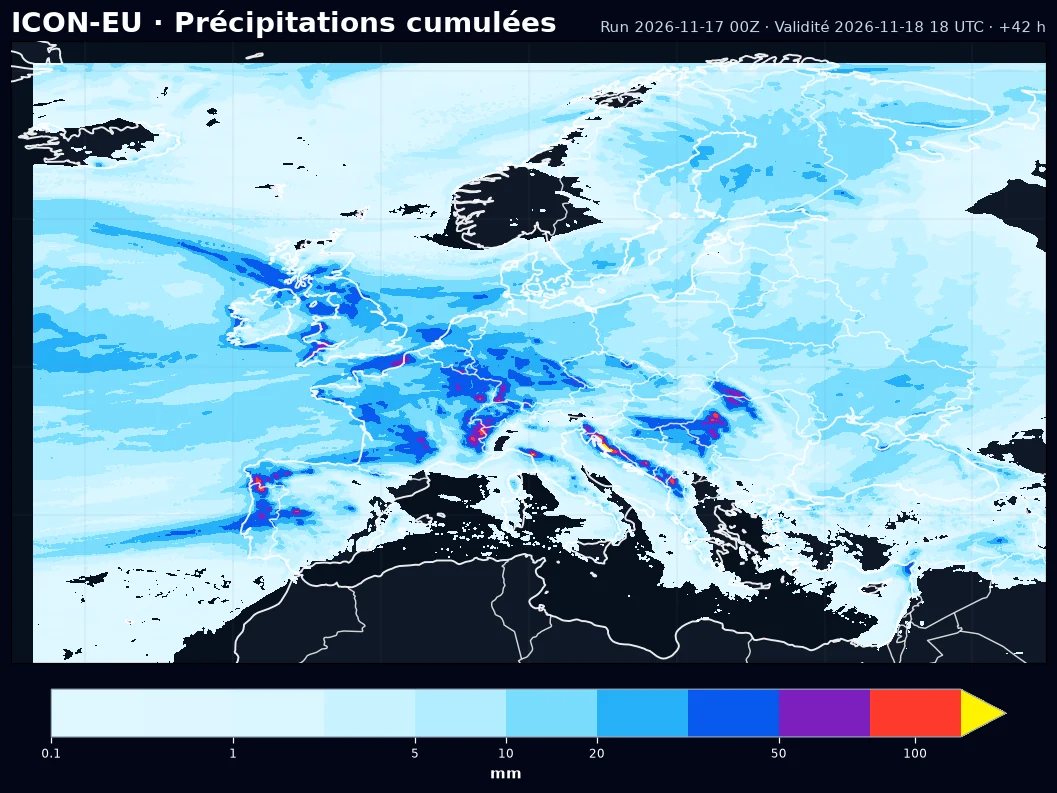 ICON-EU · Précipitations cumulées
Run 2026-11-17 00Z · Validité 2026-11-18 18 UTC · +42 h
0.1 1 5 10 20 50 100
mm